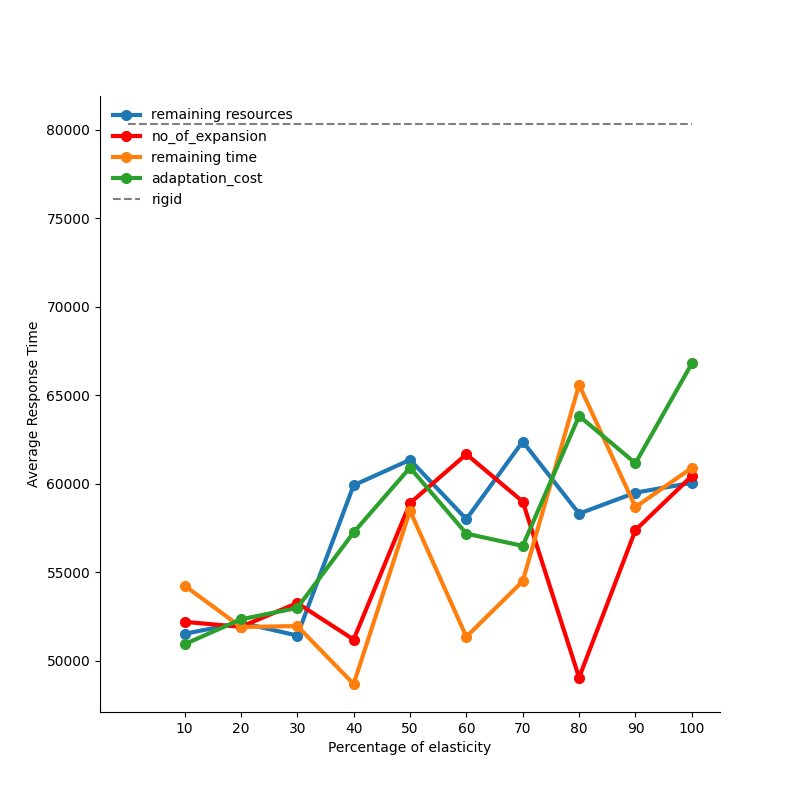 remaining resources
no_of_expansion
remaining time
adaptation_cost
rigid
80000
75000
70000
65000
60000
55000
50000
Average Response Time
10 20 30 40 50 60 70 80 90 100
Percentage of elasticity